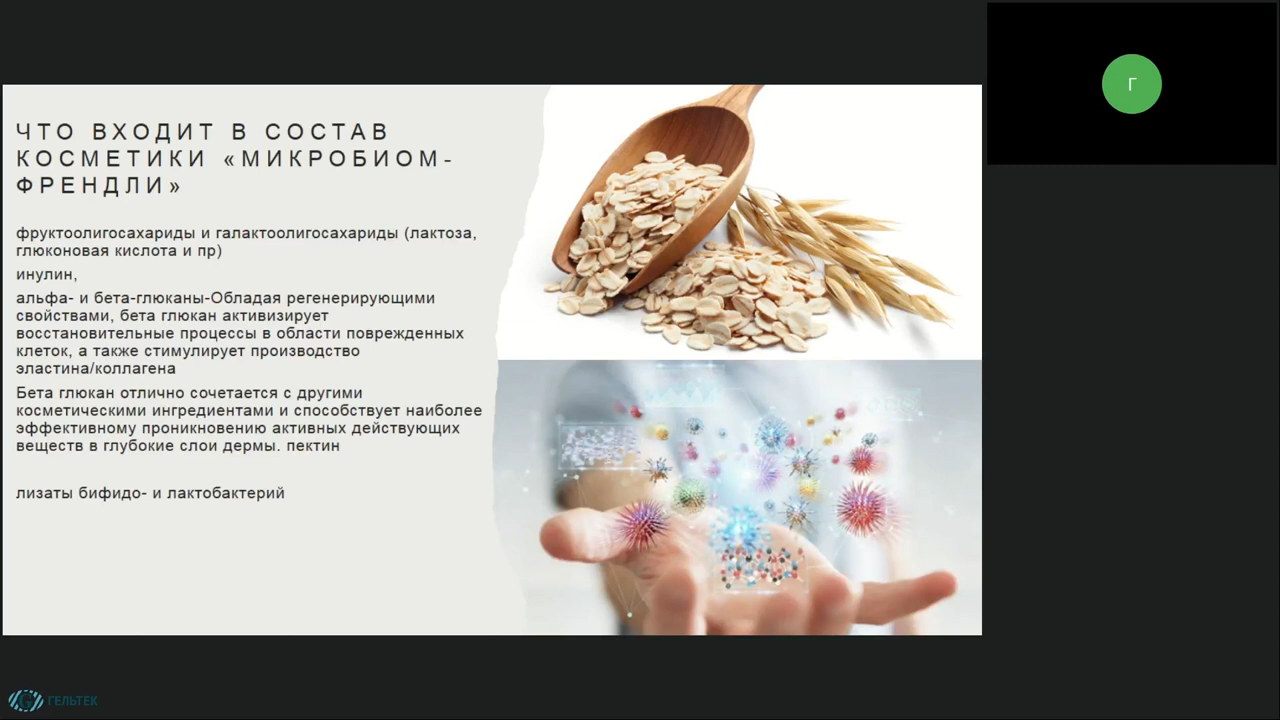 ЧТО ВХОДИТ В СОСТАВ
КОСМЕТИКИ «МИКРОБИОМ-
ФРЕНДЛИ»
фруктоолигосахариды и галактоолигосахариды (лактоза,
глюконовая кислота и пр)
инулин,
альфа- и бета-глюканы-Обладая регенерирующими
свойствами, бета глюкан активизирует
восстановительные процессы в области поврежденных
клеток, а также стимулирует производство
эластина/коллагена
Бета глюкан отлично сочетается с другими
косметическими ингредиентами и способствует наиболее
эффективному проникновению активных действующих
веществ в глубокие слои дермы. пектин
лизаты бифидо- и лактобактерий
Г
ГЕЛЬТЕК